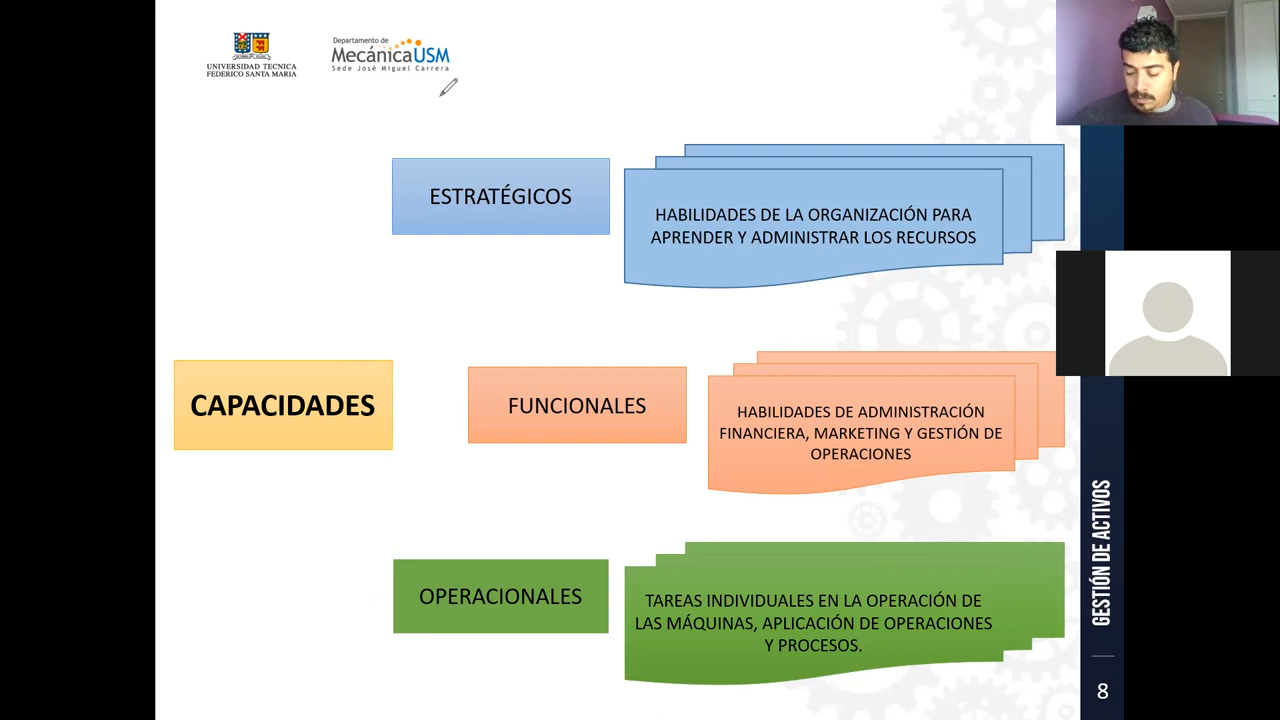 UNIVERSIDAD TECNICA
FEDERICO SANTA MARIA
Departamento de
MecánicaUSM
Sede José Miguel Carrera
ESTRATÉGICOS
HABILIDADES DE LA ORGANIZACIÓN PARA
APRENDER Y ADMINISTRAR LOS RECURSOS
CAPACIDADES
FUNCIONALES
HABILIDADES DE ADMINISTRACIÓN
FINANCIERA, MARKETING Y GESTIÓN DE
OPERACIONES
OPERACIONALES
TAREAS INDIVIDUALES EN LA OPERACIÓN DE
LAS MÁQUINAS, APLICACIÓN DE OPERACIONES
Y PROCESOS.
GESTIÓN DE ACTIVOS
8